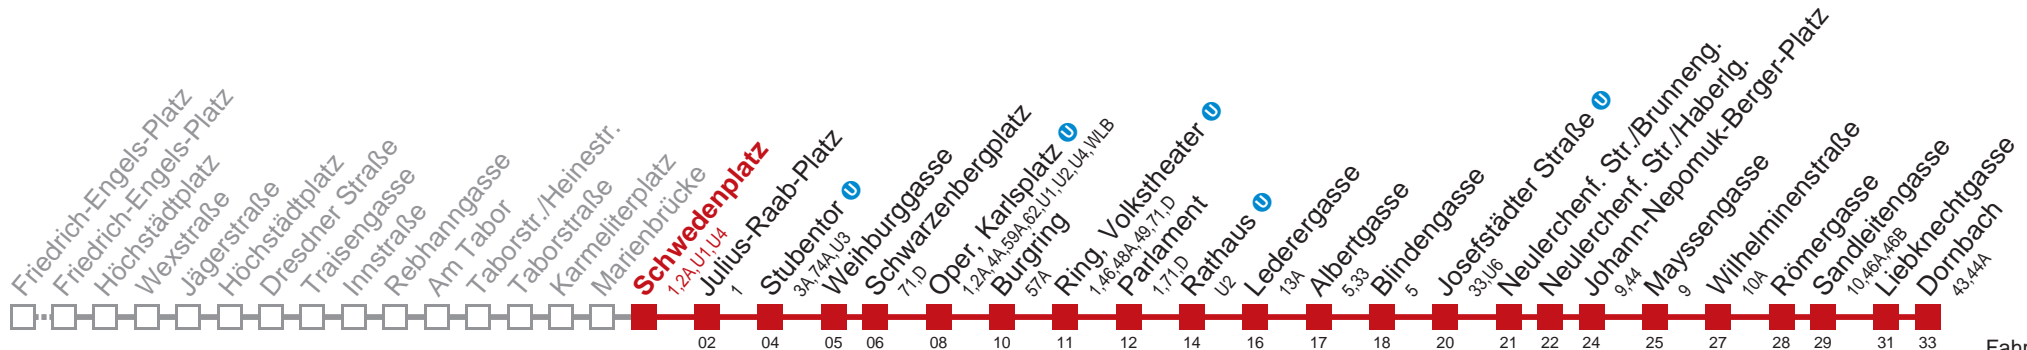 Friedrich-Engels-Platz
Friedrich-Engels-Platz
Höchstädtplatz
Wexstraße
Jägerstraße
Höchstädtplatz
Dresdner Straße
Traisengasse
Innstraße
Rebhanngasse
Am Tabor
Taborstr./Heinestr.
Taborstraße
Karmeliterplatz
Marienbrücke
Schwedenplatz
1,2A,U1,U4
Julius-Raab-Platz
1
Stubentor U
3A,74A,U3
Weihburggasse
Schwarzenbergplatz
71,D
Oper, Karlsplatz U
1,2A,4A,59A,62,U1,U2,U4,WLB
Burgring
57A
Ring, Volkstheater U
1,46,48A,49,71,D
Parlament
1,71,D
Rathaus U
U2
Lederergasse
13A
Albertgasse
5,33
Blindengasse
5
Josefstädter Straße U
33,U6
Neulerchenf. Str./Brunneng.
Neulerchenf. Str./Haberlg.
Johann-Nepomuk-Berger-Platz
9,44
Mayssengasse
9
Wilhelminenstraße
10A
Römergasse
Sandleitengasse
10,46A,46B
Liebknechtgasse
Dornbach
43,44A
02 04 05 06 08 10 11 12 14 16 17 18 20 21 22 24 25 27 28 29 31 33 Fahr